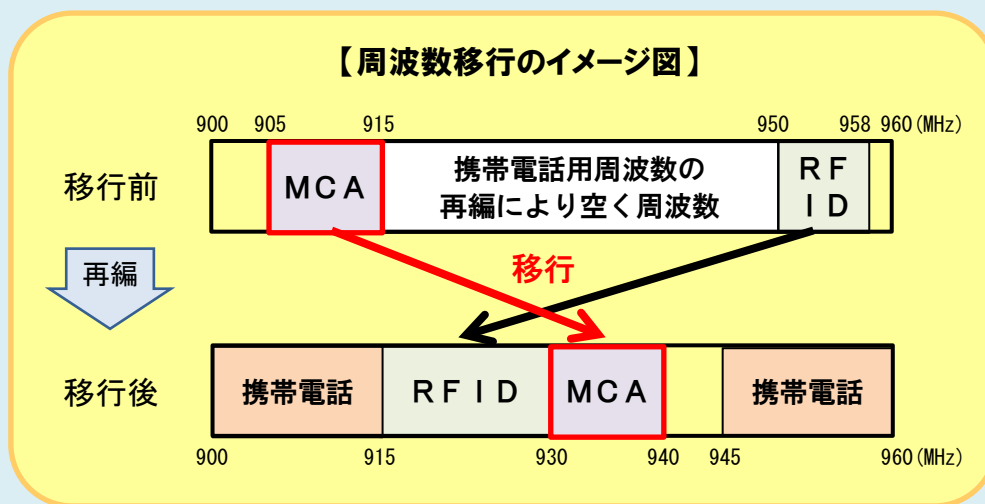 【周波数移行のイメージ図】
900 905 915 950 958 960(MHz)
移行前
MCA
携帯電話用周波数の
再編により空く周波数
RF
ID
再編
移行
移行後
携帯電話 RFID MCA 携帯電話
900 915 930 940 945 960(MHz)